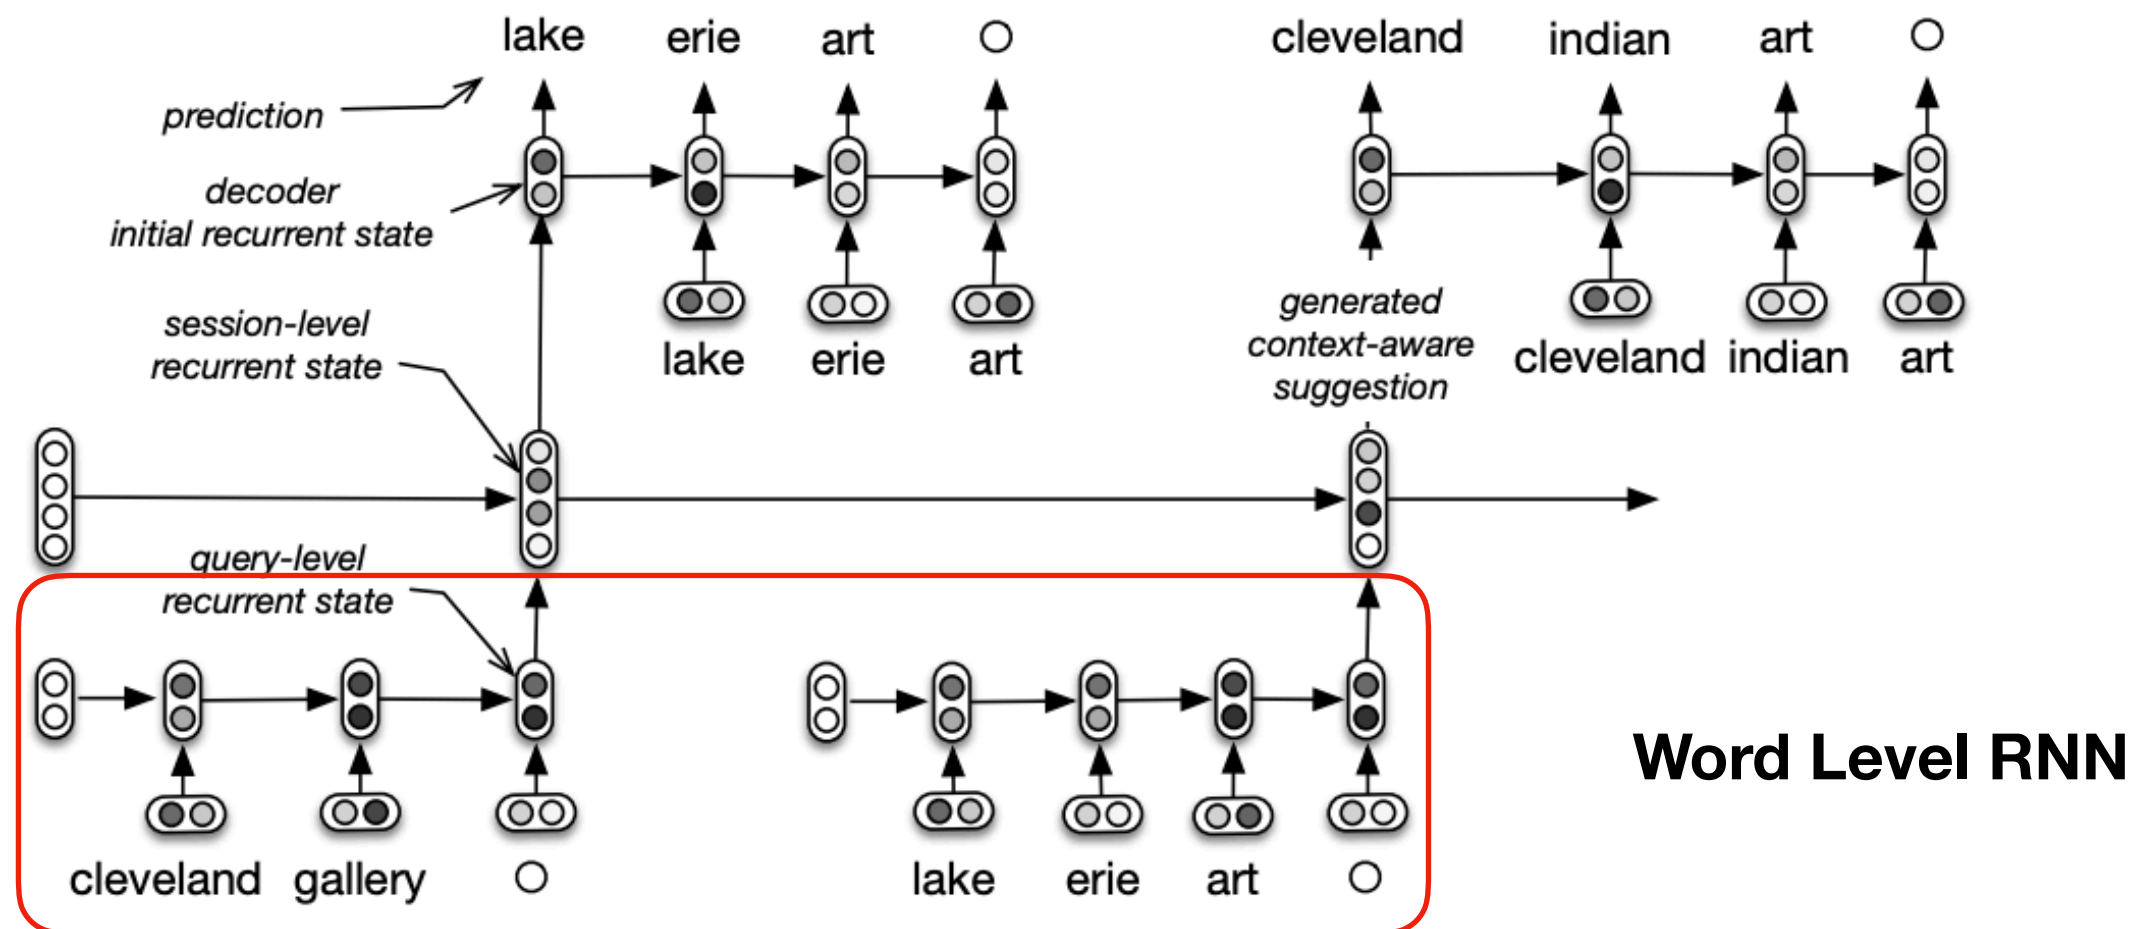 lake erie art cleveland indian art
prediction
decoder
initial recurrent state
session-level
recurrent state
lake erie art
generated
context-aware
suggestion
cleveland indian art
query-level
recurrent state
cleveland gallery
lake erie art
Word Level RNN